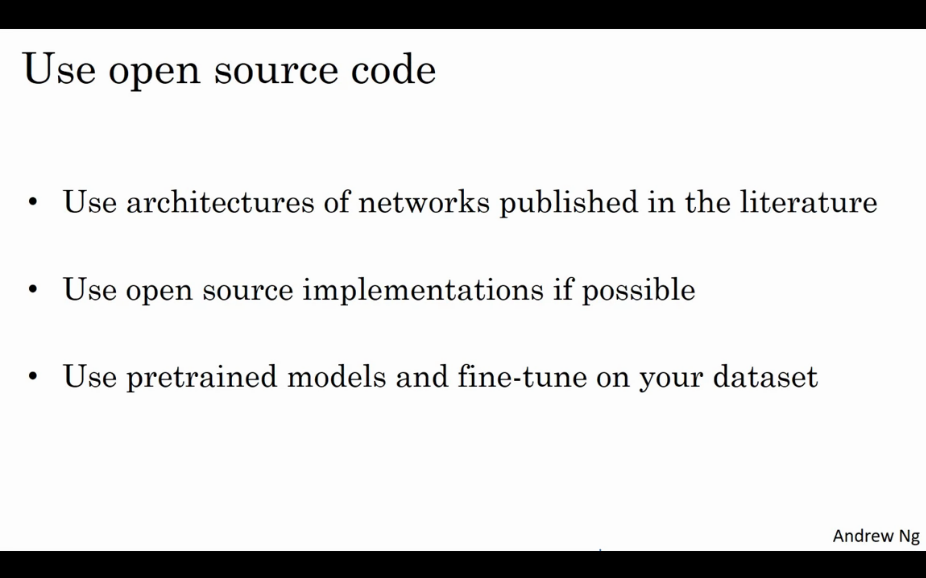 Use open source code
• Use architectures of networks published in the literature
• Use open source implementations if possible
• Use pretrained models and fine-tune on your dataset
Andrew Ng